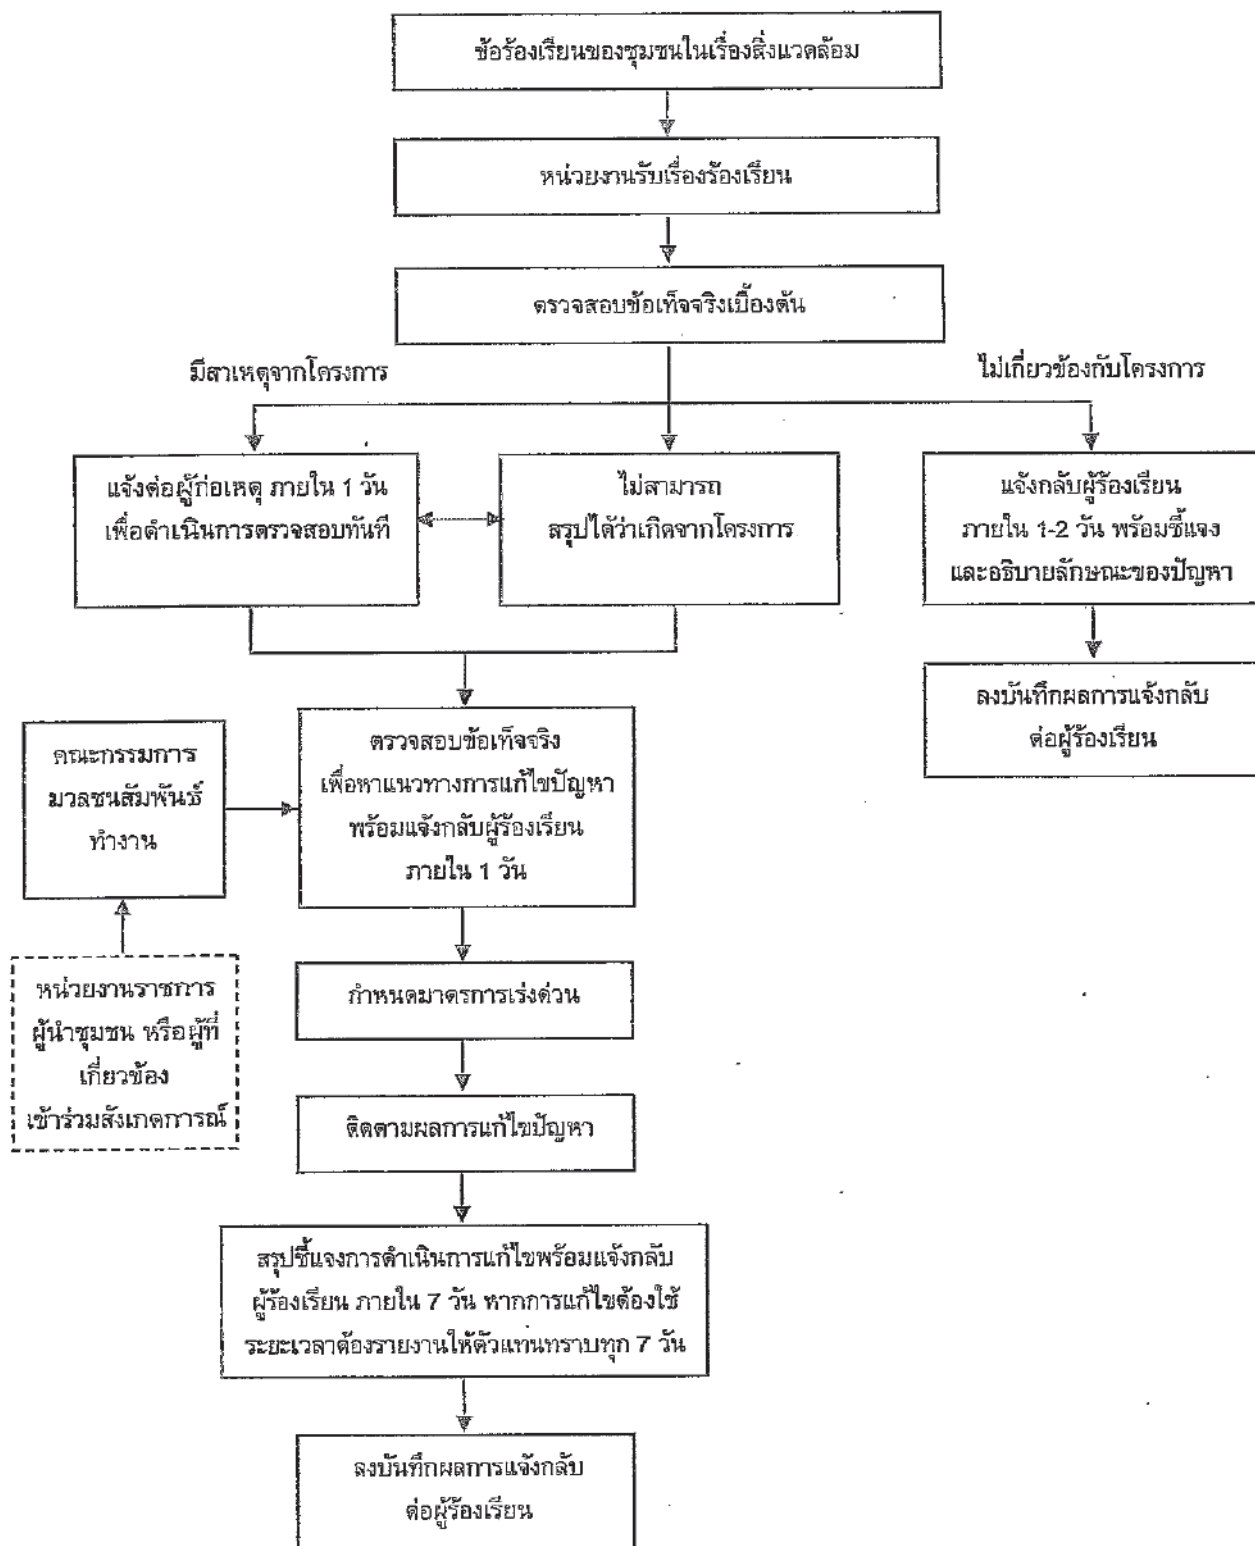 ข้อร้องเรียนของชุมชนในเรื่องสิ่งแวดล้อม
หน่วยงานรับเรื่องร้องเรียน
ตรวจสอบข้อเท็จจริงเบื้องต้น
มีสาเหตุจากโครงการ
ไม่เกี่ยวข้องกับโครงการ
แจ้งต่อผู้ก่อเหตุ ภายใน 1 วัน
เพื่อดำเนินการตรวจสอบทันที
ไม่สามารถ
สรุปได้ว่าเกิดจากโครงการ
แจ้งกลับผู้ร้องเรียน
ภายใน 1-2 วัน พร้อมชี้แจง
และอธิบายลักษณะของปัญหา
ลงบันทึกผลการแจ้งกลับ
ต่อผู้ร้องเรียน
คณะกรรมการ
มวลชนสัมพันธ์
ทำงาน
ตรวจสอบข้อเท็จจริง
เพื่อหาแนวทางการแก้ไขปัญหา
พร้อมแจ้งกลับผู้ร้องเรียน
ภายใน 1 วัน
หน่วยงานราชการ
ผู้นำชุมชน หรือผู้ที่
เกี่ยวข้อง
เข้าร่วมสังเกตการณ์
กำหนดมาตรการเร่งด่วน
ติดตามผลการแก้ไขปัญหา
สรุปชี้แจงการดำเนินการแก้ไขพร้อมแจ้งกลับ
ผู้ร้องเรียน ภายใน 7 วัน หากการแก้ไขต้องใช้
ระยะเวลาต้องรายงานให้ตัวแทนทราบทุก 7 วัน
ลงบันทึกผลการแจ้งกลับ
ต่อผู้ร้องเรียน